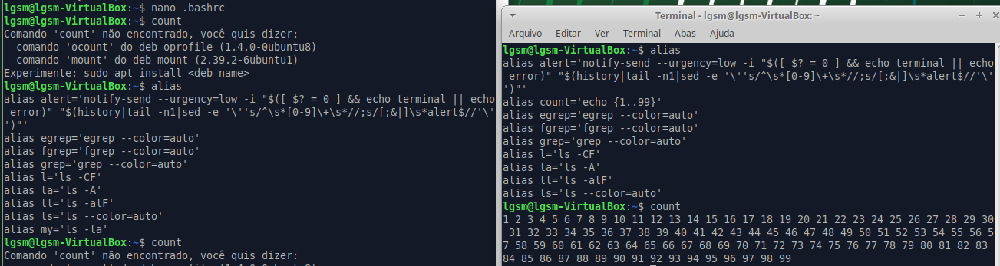 lgsm@lgsm-VirtualBox:~$ nano .bashrc
lgsm@lgsm-VirtualBox:~$ count
Comando 'count' não encontrado, você quis dizer:
  comando 'ocount' do deb oprofile (1.4.0-0ubuntu8)
  comando 'mount' do deb mount (2.39.2-6ubuntu1)
Experimente: sudo apt install <deb name>
lgsm@lgsm-VirtualBox:~$ alias
alias alert='notify-send --urgency=low -i "$([ $? = 0 ] && echo terminal || echo
 error)" "$(history|tail -n1|sed -e '\''s/^\s*[0-9]\+\s*//;s/[;&|]\s*alert$//'\'
')"'
alias egrep='egrep --color=auto'
alias fgrep='fgrep --color=auto'
alias grep='grep --color=auto'
alias l='ls -CF'
alias la='ls -A'
alias ll='ls -alF'
alias ls='ls --color=auto'
alias my='ls -la'
lgsm@lgsm-VirtualBox:~$ count
Comando 'count' não encontrado, você quis dizer:
Terminal - lgsm@lgsm-VirtualBox: ~
Arquivo Editar Ver Terminal Abas Ajuda
lgsm@lgsm-VirtualBox:~$ alias
alias alert='notify-send --urgency=low -i "$([ $? = 0 ] && echo terminal || echo
 error)" "$(history|tail -n1|sed -e '\''s/^\s*[0-9]\+\s*//;s/[;&|]\s*alert$//'\'
')"'
alias count='echo {1..99}'
alias egrep='egrep --color=auto'
alias fgrep='fgrep --color=auto'
alias grep='grep --color=auto'
alias l='ls -CF'
alias la='ls -A'
alias ll='ls -alF'
alias ls='ls --color=auto'
lgsm@lgsm-VirtualBox:~$ count
1 2 3 4 5 6 7 8 9 10 11 12 13 14 15 16 17 18 19 20 21 22 23 24 25 26 27 28 29 30
 31 32 33 34 35 36 37 38 39 40 41 42 43 44 45 46 47 48 49 50 51 52 53 54 55 56 5
7 58 59 60 61 62 63 64 65 66 67 68 69 70 71 72 73 74 75 76 77 78 79 80 81 82 83
84 85 86 87 88 89 90 91 92 93 94 95 96 97 98 99